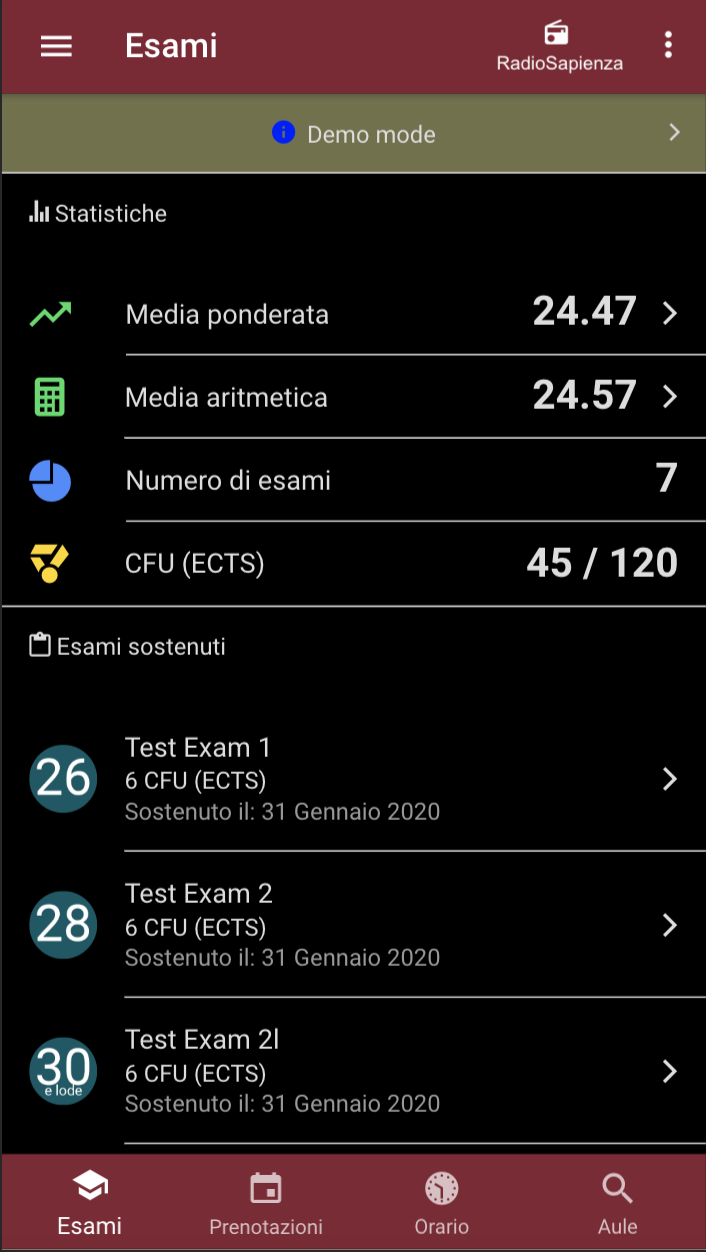 Esami
RadioSapienza
Demo mode
Statistiche
Media ponderata 24.47
Media aritmetica 24.57
Numero di esami 7
CFU (ECTS) 45 / 120
Esami sostenuti
26
Test Exam 1
6 CFU (ECTS)
Sostenuto il: 31 Gennaio 2020
28
Test Exam 2
6 CFU (ECTS)
Sostenuto il: 31 Gennaio 2020
30
e lode
Test Exam 2l
6 CFU (ECTS)
Sostenuto il: 31 Gennaio 2020
Esami Prenotazioni Orario Aule